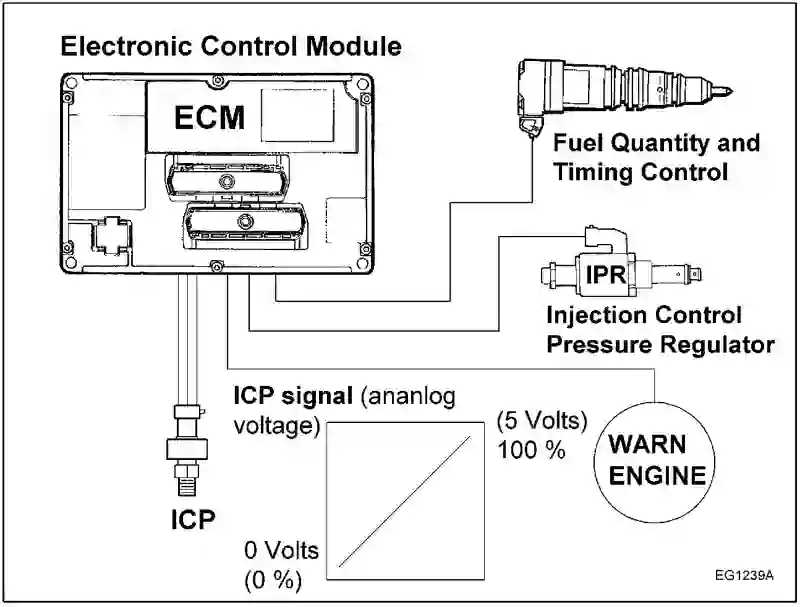 Electronic Control Module
ECM
Fuel Quantity and
Timing Control
IPR
Injection Control
Pressure Regulator
ICP signal (ananlog
voltage)
(5 Volts)
100 %
WARN
ENGINE
ICP
0 Volts
(0 %)
EG1239A